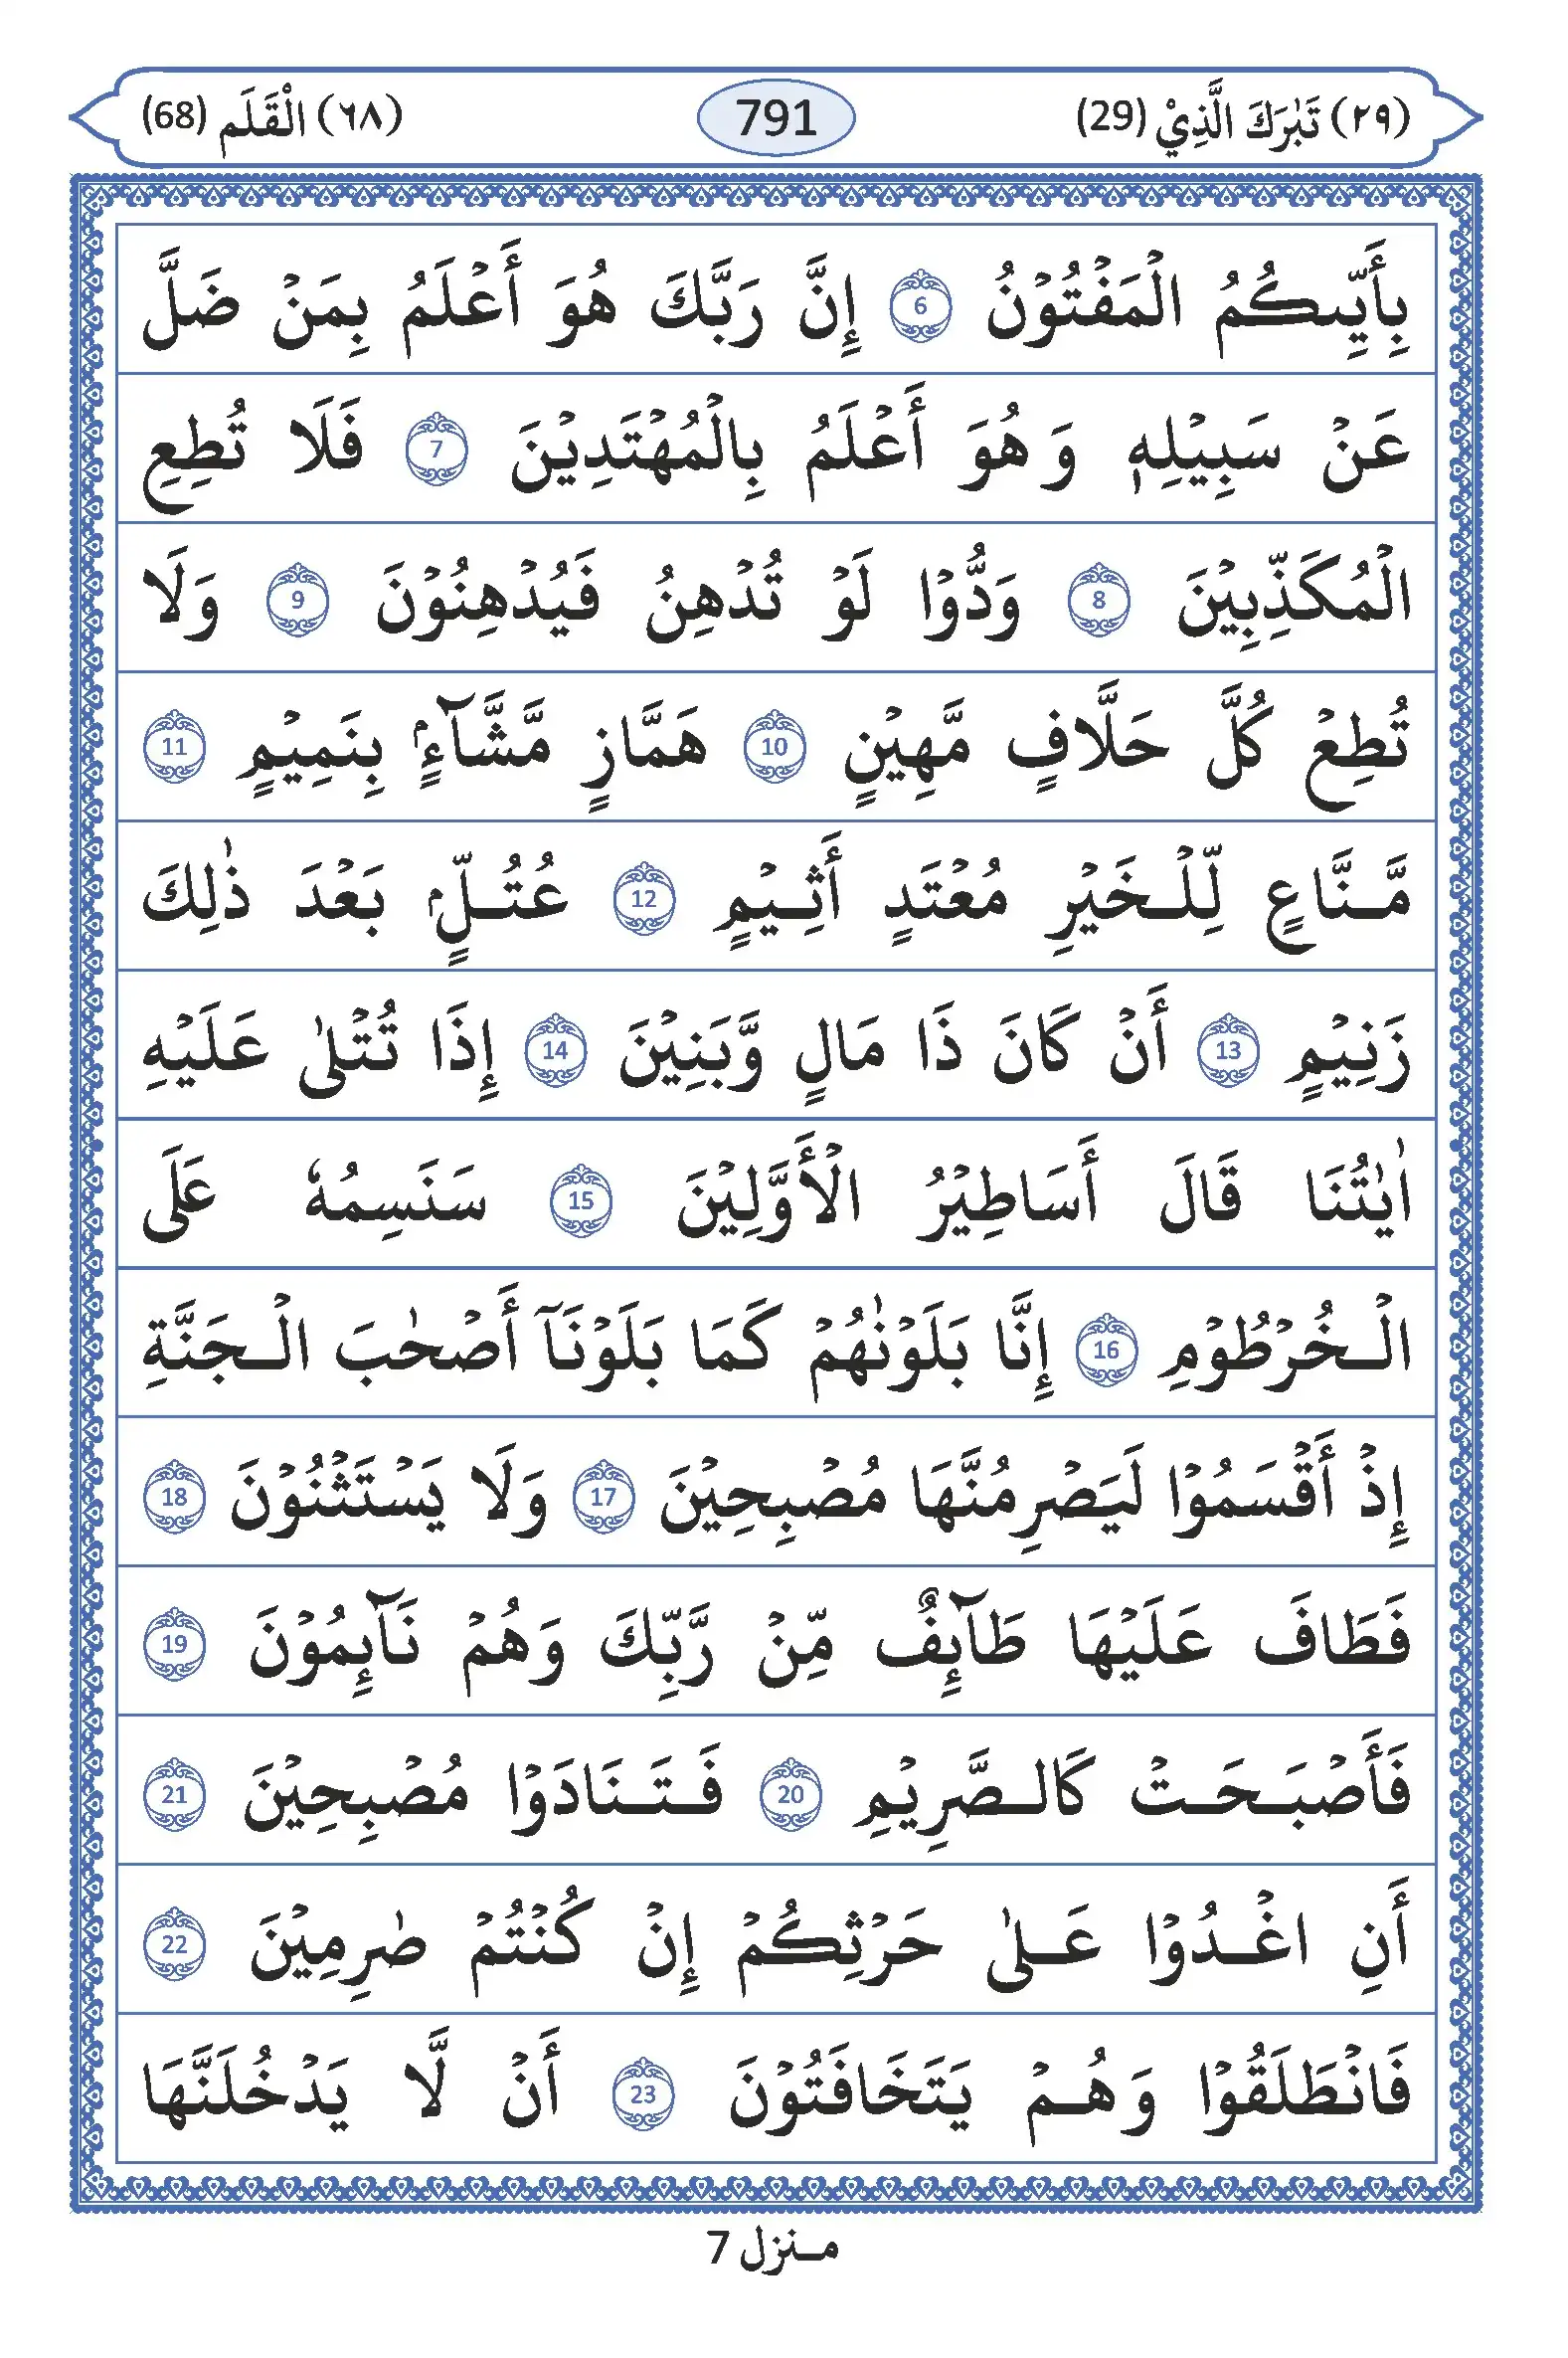 (٢٩) تَبٰرَكَ الَّذِيْ (29) 791 (٦٨) الْقَلَم (68)
بِأَيِّىكُمُ الْمَفْتُوْنُ 6 إِنَّ رَبَّكَ هُوَ أَعْلَمُ بِمَنْ ضَلَّ
عَنْ سَبِيْلِهٖ وَهُوَ أَعْلَمُ بِالْمُهْتَدِيْنَ 7 فَلَا تُطِعِ
الْمُكَذِّبِيْنَ 8 وَدُّوْا لَوْ تُدْهِنُ فَيُدْهِنُوْنَ 9 وَلَا
تُطِعْ كُلَّ حَلَّافٍ مَّهِيْنٍ 10 هَمَّازٍ مَّشَّآءٍۭ بِنَمِيْمٍ 11
مَّنَّاعٍ لِّلْخَيْرِ مُعْتَدٍ أَثِيْمٍ 12 عُتُلٍّۭ بَعْدَ ذٰلِكَ
زَنِيْمٍ 13 أَنْ كَانَ ذَا مَالٍ وَّبَنِيْنَ 14 إِذَا تُتْلٰى عَلَيْهِ
اٰيٰتُنَا قَالَ أَسَاطِيْرُ الْأَوَّلِيْنَ 15 سَنَسِمُهٗ عَلَى
الْخُرْطُوْمِ 16 إِنَّا بَلَوْنٰهُمْ كَمَا بَلَوْنَآ أَصْحٰبَ الْجَنَّةِ
إِذْ أَقْسَمُوْا لَيَصْرِمُنَّهَا مُصْبِحِيْنَ 17 وَلَا يَسْتَثْنُوْنَ 18
فَطَافَ عَلَيْهَا طَآئِفٌ مِّنْ رَّبِّكَ وَهُمْ نَآئِمُوْنَ 19
فَأَصْبَحَتْ كَالصَّرِيْمِ 20 فَتَنَادَوْا مُصْبِحِيْنَ 21
أَنِ اغْدُوْا عَلٰى حَرْثِكُمْ إِنْ كُنْتُمْ صٰرِمِيْنَ 22
فَانْطَلَقُوْا وَهُمْ يَتَخَافَتُوْنَ 23 أَنْ لَّا يَدْخُلَنَّهَا
مـنزل 7